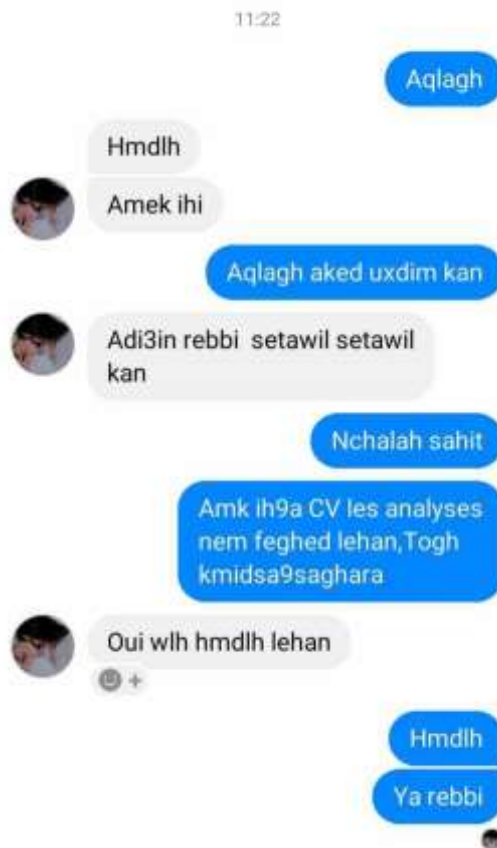 11:22
Aqlagh
Hmdlh
Amek ihi
Aqlagh aked uxdim kan
Adi3in rebbi setawil setawil
kan
Nchalah sahit
Amk ih9a CV les analyses
nem feghed lehan,Togh
kmidsa9saghara
Oui wlh hmdlh lehan
Hmdlh
Ya rebbi